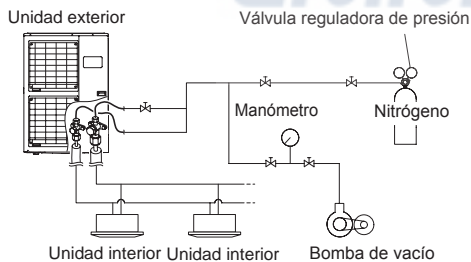 Unidad exterior
Válvula reguladora de presión
Manómetro
Nitrógeno
Unidad interior
Unidad interior
Bomba de vacío